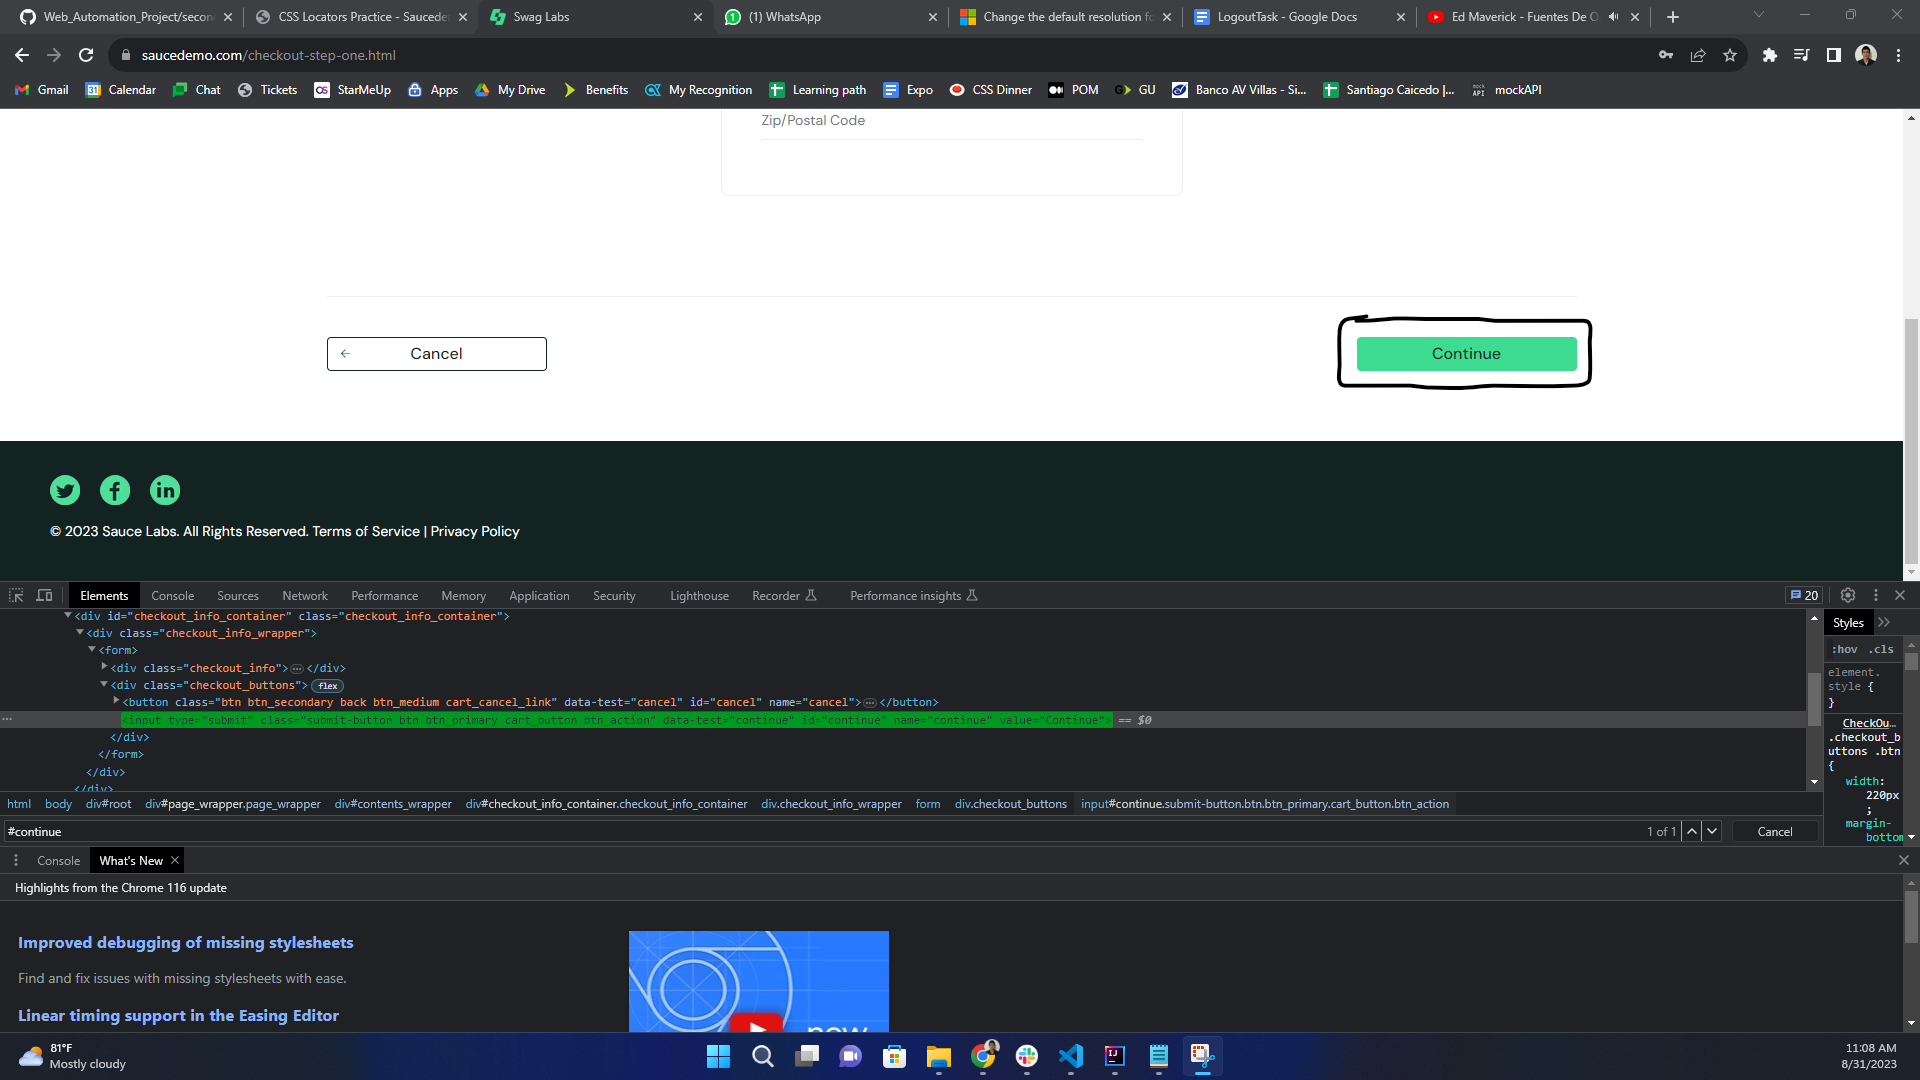 Web_Automation_Project/secon
CSS Locators Practice - Saucede
Swag Labs
(1) WhatsApp
Change the default resolution fo
LogoutTask - Google Docs
Ed Maverick - Fuentes De O
saucedemo.com/checkout-step-one.html
Gmail
Calendar
Chat
Tickets
StarMeUp
Apps
My Drive
Benefits
My Recognition
Learning path
Expo
CSS Dinner
POM
GU
Banco AV Villas - Si...
Santiago Caicedo |...
mockAPI
Zip/Postal Code
Cancel
Continue
© 2023 Sauce Labs. All Rights Reserved. Terms of Service | Privacy Policy
Elements
Console
Sources
Network
Performance
Memory
Application
Security
Lighthouse
Recorder
Performance insights
20
<div id="checkout_info_container" class="checkout_info_container">
<div class="checkout_info_wrapper">
<form>
<div class="checkout_info">…</div>
<div class="checkout_buttons"> flex
<button class="btn btn_secondary back btn_medium cart_cancel_link" data-test="cancel" id="cancel" name="cancel">…</button>
<input type="submit" class="submit-button btn btn_primary cart_button btn_action" data-test="continue" id="continue" name="continue" value="Continue"> == $0
</div>
</form>
</div>
</div>
Styles
:hov .cls
element.
style {
}
CheckOu…
.checkout_b
uttons .btn
{
width:
220px
;
margin-
bottom
html body div#root div#page_wrapper.page_wrapper div#contents_wrapper div#checkout_info_container.checkout_info_container div.checkout_info_wrapper form div.checkout_buttons input#continue.submit-button.btn.btn_primary.cart_button.btn_action
#continue
1 of 1
Cancel
Console
What's New
Highlights from the Chrome 116 update
Improved debugging of missing stylesheets
Find and fix issues with missing stylesheets with ease.
Linear timing support in the Easing Editor
new
81°F
Mostly cloudy
11:08 AM
8/31/2023